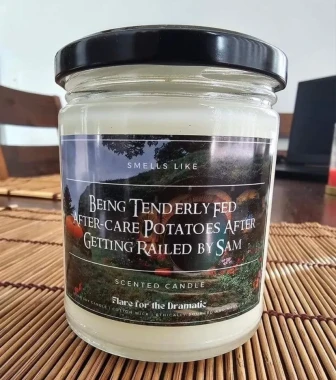 SMELLS LIKE
BEING TENDERLY FED
AFTER-CARE POTATOES AFTER
GETTING RAILED BY SAM
SCENTED CANDLE
Flare for the Dramatic